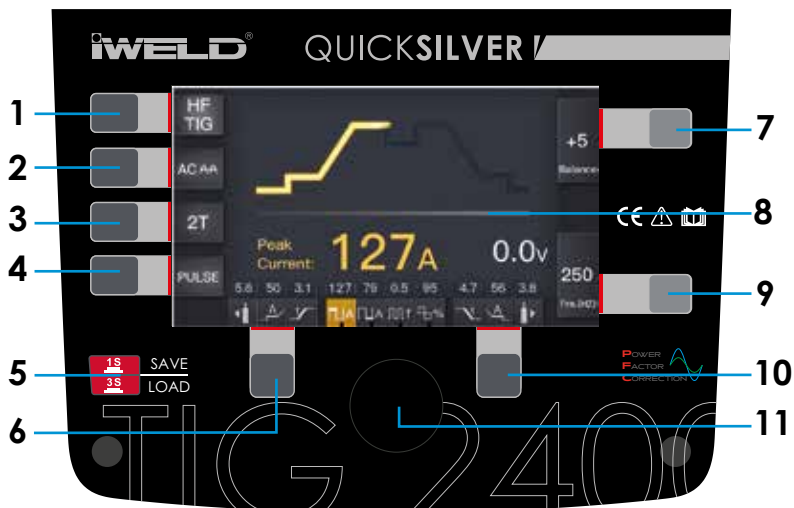 iWELD®
QUICKSILVER
1
2
3
4
5
6
7
8
9
10
11
HF
TIG
AC
2T
PULSE
+5
Balance
Peak
Current:
127A
0.0V
250
5.6 50 3.1 127 79 0.5 95 4.7 56 3.8
A A %
CE
1S
3S
SAVE
LOAD
POWER
FACTOR
CORRECTION
TIG 2400